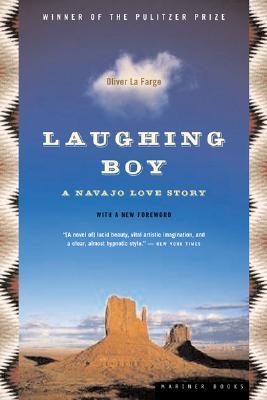 WINNER OF THE PULITZER PRIZE
Oliver La Farge
LAUGHING
BOY
A NAVAJO LOVE STORY
WITH A NEW FOREWORD
"[A novel of] lucid beauty, vital artistic imagination, and
a clear, almost hypnotic style." — NEW YORK TIMES
MARINER BOOKS